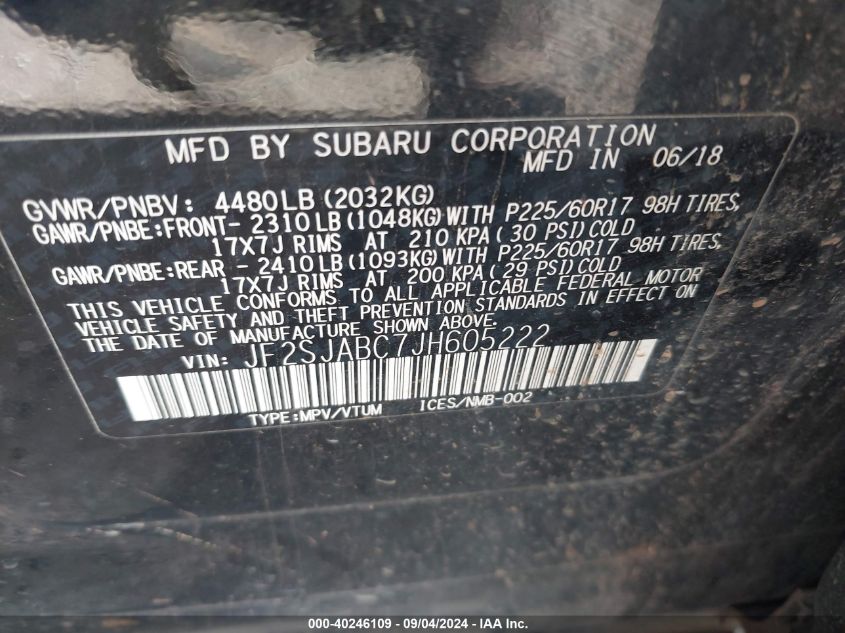 MFD BY SUBARU CORPORATION
MFD IN 06/18
GVWR/PNBV: 4480LB (2032KG)
GAWR/PNBE:FRONT- 2310LB(1048KG)WITH P225/60R17 98H TIRES,
17X7J RIMS AT 210 KPA(30 PSI)COLD
GAWR/PNBE:REAR - 2410LB(1093KG)WITH P225/60R17 98H TIRES,
17X7J RIMS AT 200 KPA(29 PSI)COLD
THIS VEHICLE CONFORMS TO ALL APPLICABLE FEDERAL MOTOR
VEHICLE SAFETY AND THEFT PREVENTION STANDARDS IN EFFECT ON
THE DATE OF MANUFACTURE SHOWN ABOVE.
VIN: JF2SJABC7JH605222
TYPE:MPV/VTUM ICES/NMB-002
000-40246109 - 09/04/2024 - IAA Inc.